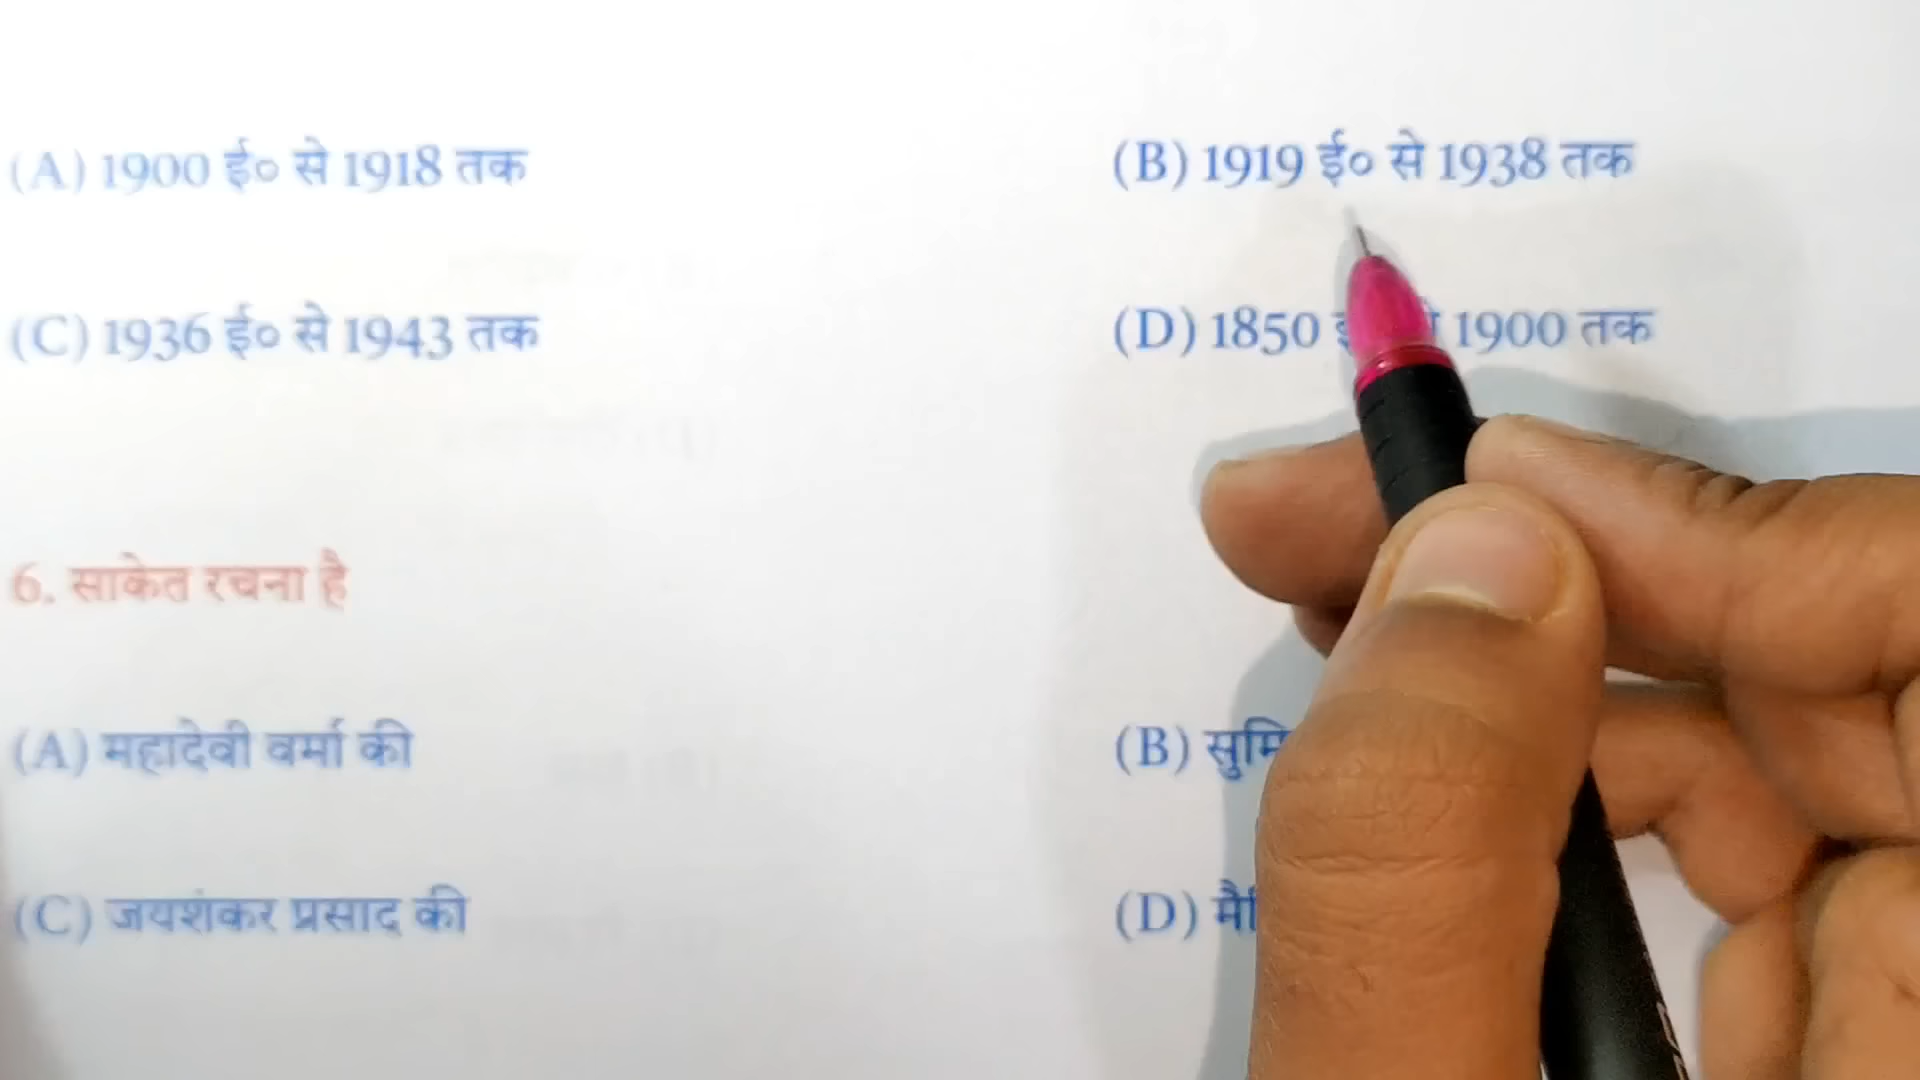 (A) 1900 ई० से 1918 तक
(B) 1919 ई० से 1938 तक
(C) 1936 ई० से 1943 तक
(D) 1850 1900 तक
6. साकेत रचना है
(A) महादेवी वर्मा की
(B)
(C) जयशंकर प्रसाद की
(D)